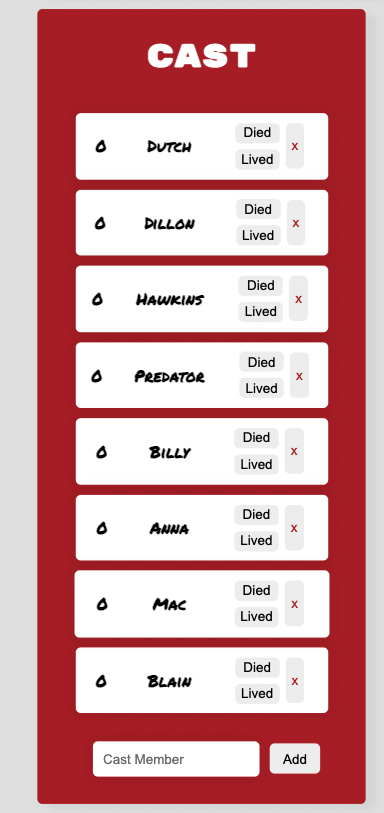 CAST
0 Dutch Died x
Lived
0 Dillon Died x
Lived
0 Hawkins Died x
Lived
0 Predator Died x
Lived
0 Billy Died x
Lived
0 Anna Died x
Lived
0 Mac Died x
Lived
0 Blain Died x
Lived
Cast Member Add